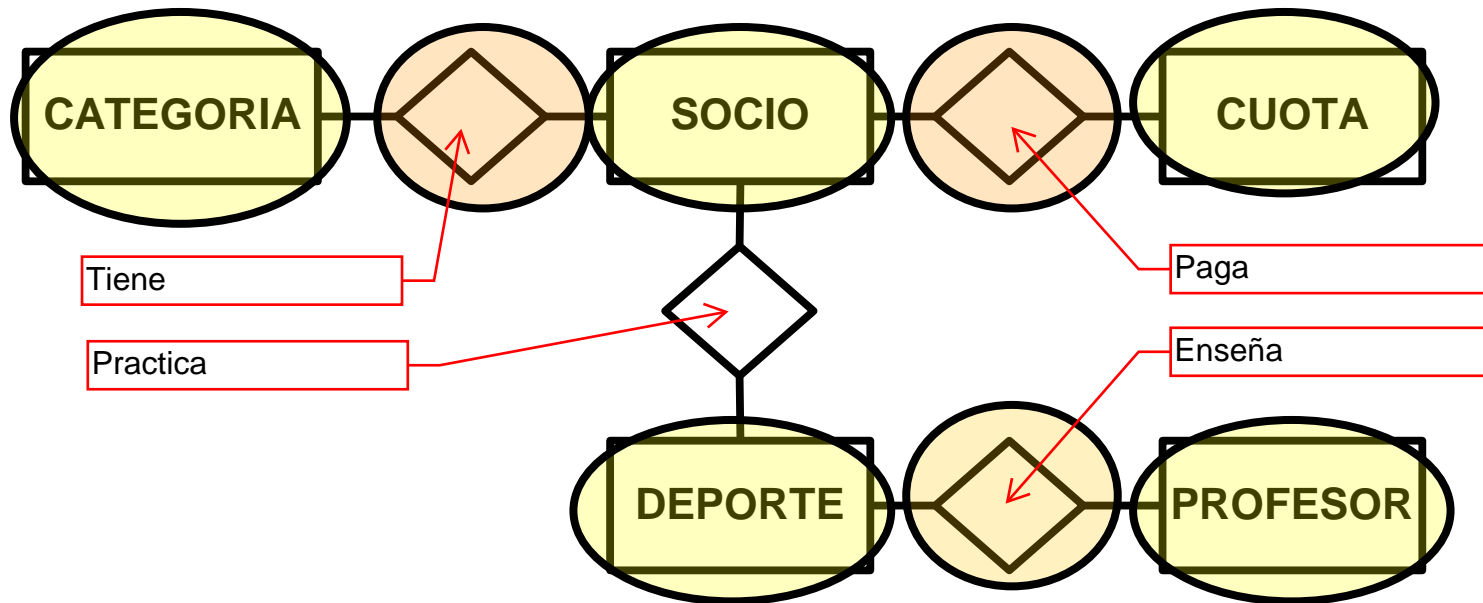 CATEGORIA
SOCIO
CUOTA
Tiene
Paga
Practica
Enseña
DEPORTE
PROFESOR